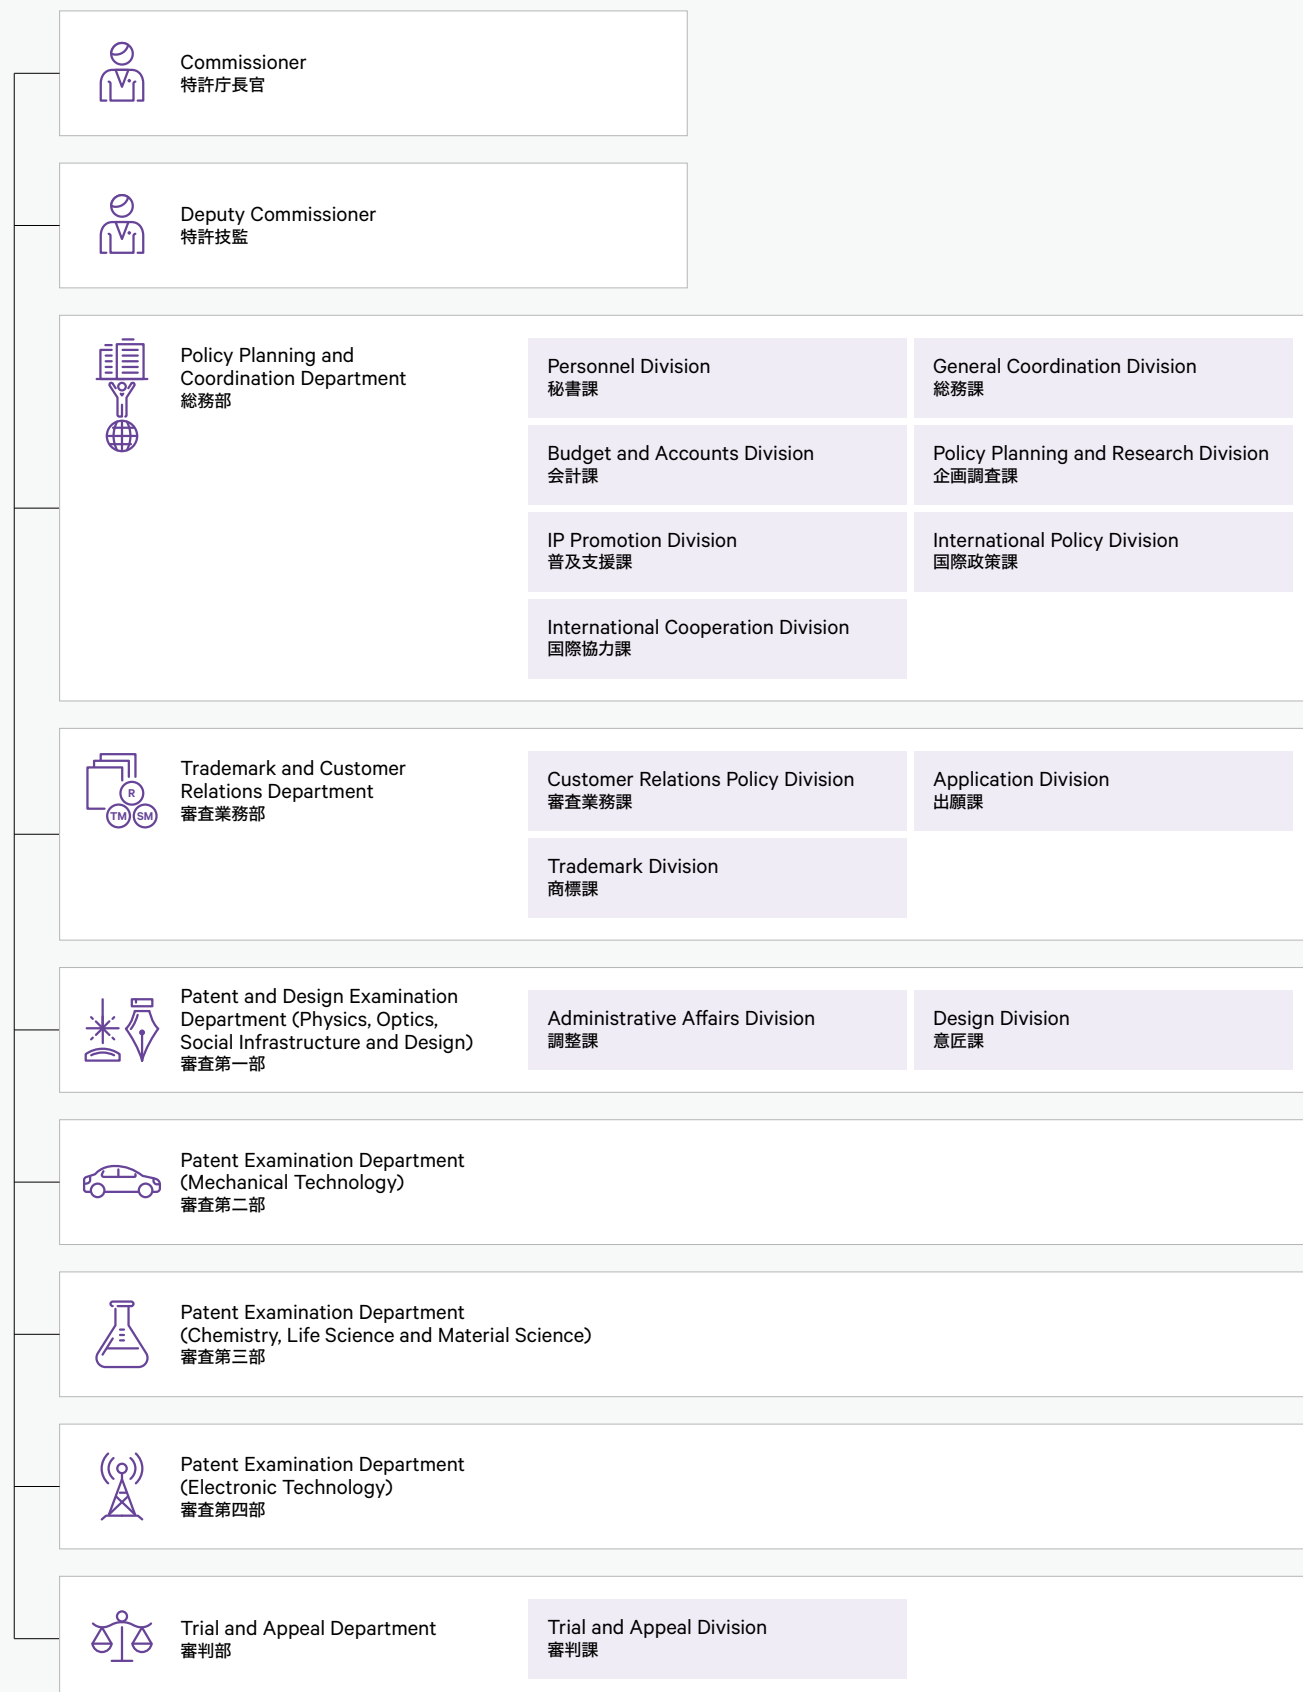 Commissioner
特許庁長官
Deputy Commissioner
特許技監
Policy Planning and
Coordination Department
総務部
Personnel Division
秘書課
General Coordination Division
総務課
Budget and Accounts Division
会計課
Policy Planning and Research Division
企画調査課
IP Promotion Division
普及支援課
International Policy Division
国際政策課
International Cooperation Division
国際協力課
R
TM SM
Trademark and Customer
Relations Department
審査業務部
Customer Relations Policy Division
審査業務課
Application Division
出願課
Trademark Division
商標課
Patent and Design Examination
Department (Physics, Optics,
Social Infrastructure and Design)
審査第一部
Administrative Affairs Division
調整課
Design Division
意匠課
Patent Examination Department
(Mechanical Technology)
審査第二部
Patent Examination Department
(Chemistry, Life Science and Material Science)
審査第三部
Patent Examination Department
(Electronic Technology)
審査第四部
Trial and Appeal Department
審判部
Trial and Appeal Division
審判課